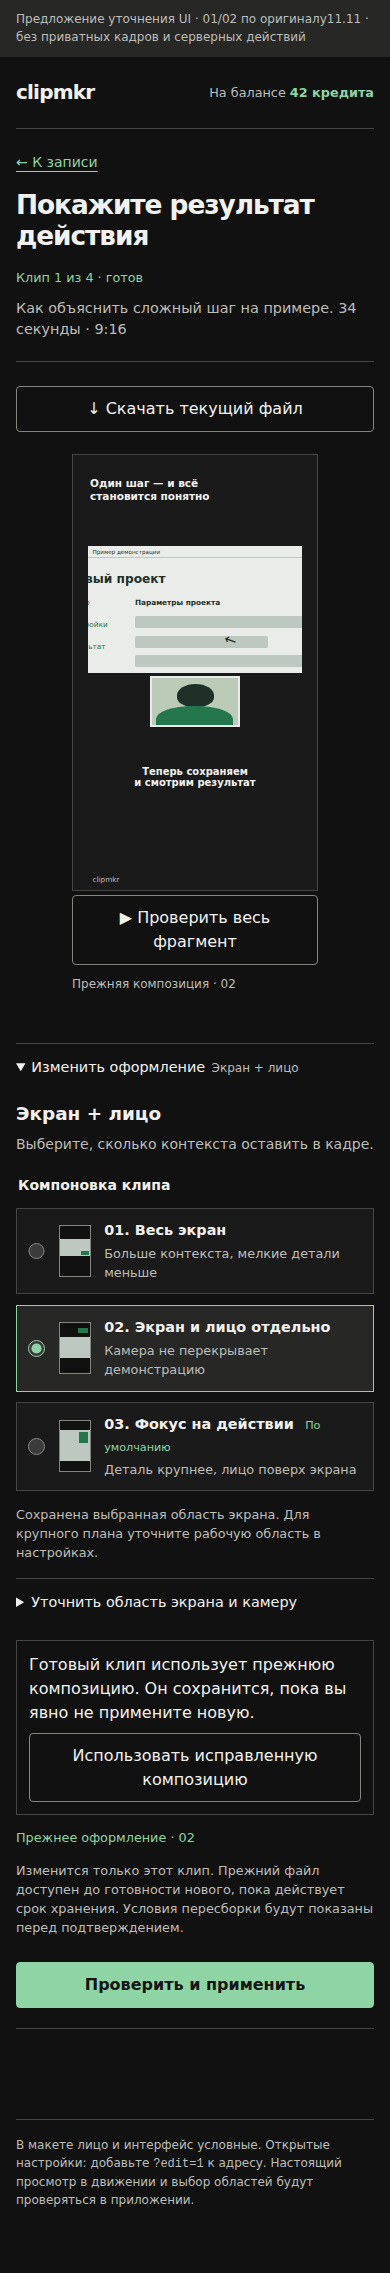 Предложение уточнения UI · 01/02 по оригиналу11.11 ·
без приватных кадров и серверных действий
clipmkr
На балансе 42 кредита
← К записи
Покажите результат
действия
Клип 1 из 4 · готов
Как объяснить сложный шаг на примере. 34
секунды · 9:16
↓ Скачать текущий файл
Один шаг — и всё
становится понятно
Пример демонстрации
вый проект
Параметры проекта
ойки
ьтат
Теперь сохраняем
и смотрим результат
clipmkr
▶ Проверить весь
фрагмент
Прежняя композиция · 02
▼ Изменить оформление Экран + лицо
Экран + лицо
Выберите, сколько контекста оставить в кадре.
Компоновка клипа
01. Весь экран
Больше контекста, мелкие детали
меньше
02. Экран и лицо отдельно
Камера не перекрывает
демонстрацию
03. Фокус на действии По
умолчанию
Деталь крупнее, лицо поверх экрана
Сохранена выбранная область экрана. Для
крупного плана уточните рабочую область в
настройках.
▶ Уточнить область экрана и камеру
Готовый клип использует прежнюю
композицию. Он сохранится, пока вы
явно не примените новую.
Использовать исправленную
композицию
Прежнее оформление · 02
Изменится только этот клип. Прежний файл
доступен до готовности нового, пока действует
срок хранения. Условия пересборки будут показаны
перед подтверждением.
Проверить и применить
В макете лицо и интерфейс условные. Открытые
настройки: добавьте ?edit=1 к адресу. Настоящий
просмотр в движении и выбор областей будут
проверяться в приложении.